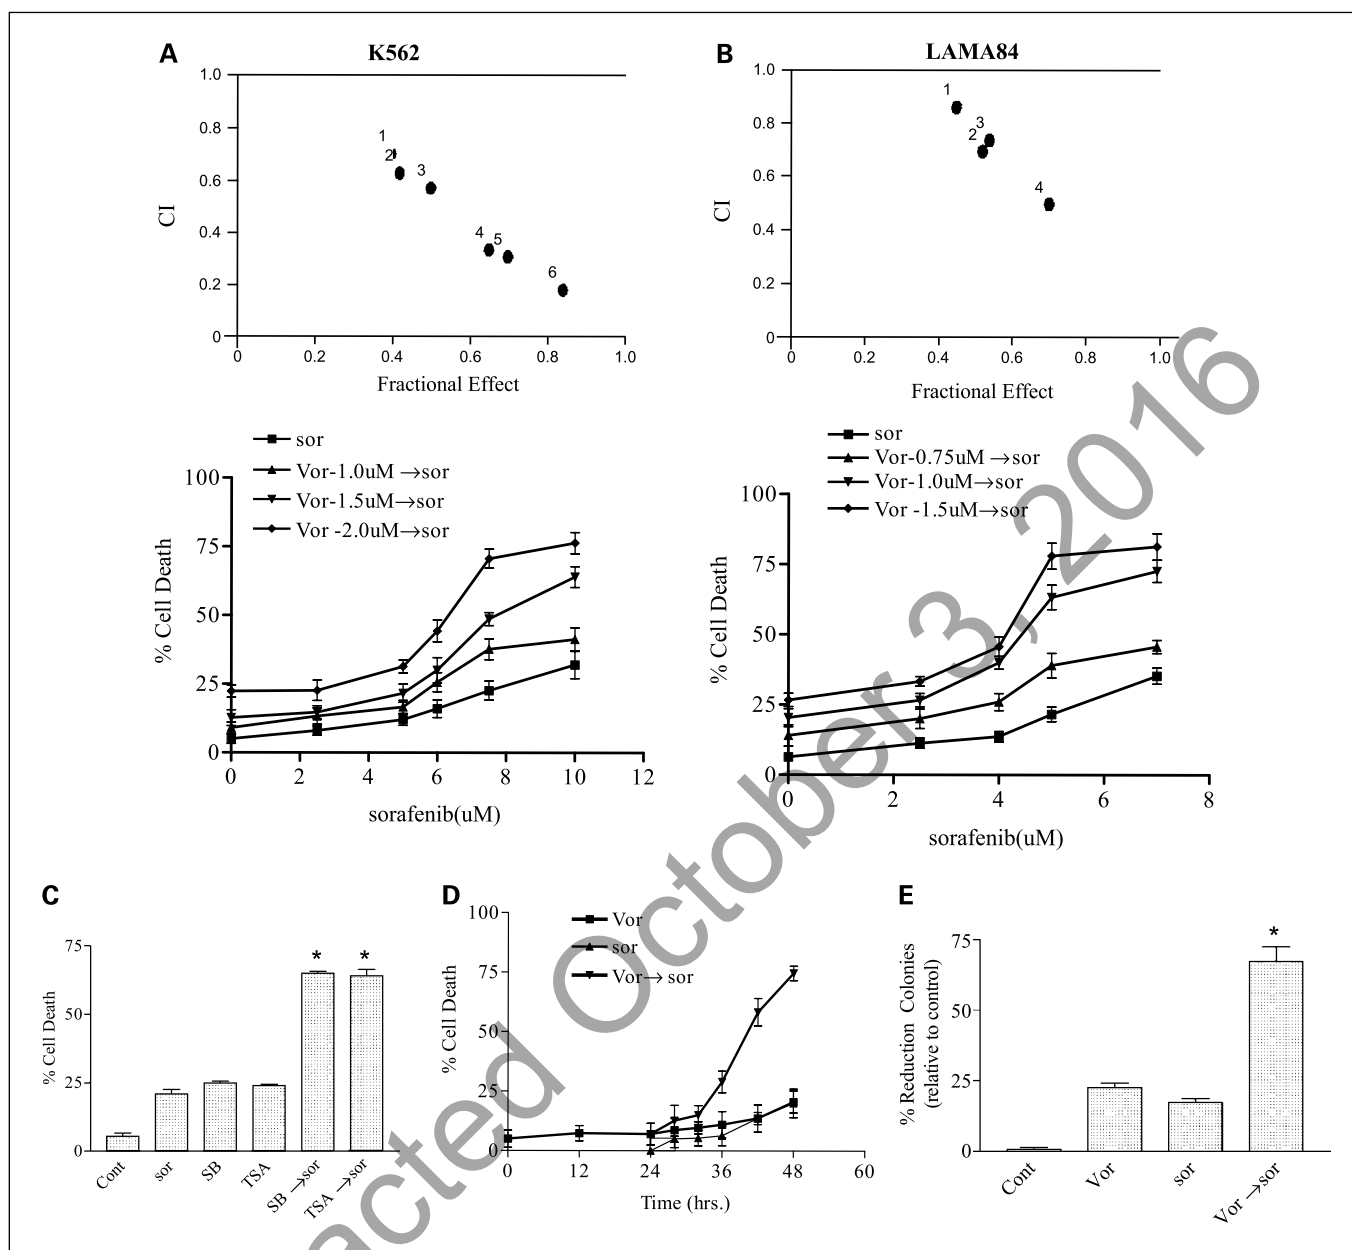 A
K562
1.0
0.8
0.6
0.4
0.2
0
CI
1
2
3
4
5
6
0
0.2
0.4
0.6
0.8
1.0
Fractional Effect
sor
Vor-1.0uM →sor
Vor-1.5uM→sor
Vor -2.0uM→sor
100
75
50
25
0
% Cell Death
0
2
4
6
8
10
12
sorafenib(uM)
B
LAMA84
1.0
0.8
0.6
0.4
0.2
0
CI
1
2
3
4
0
0.2
0.4
0.6
0.8
1.0
Fractional Effect
sor
Vor-0.75uM →sor
Vor-1.0uM→sor
Vor -1.5uM→sor
100
75
50
25
0
% Cell Death
0
2
4
6
8
sorafenib(uM)
C
75
50
25
0
% Cell Death
*
*
Cont
sor
SB
TSA
SB →sor
TSA →sor
D
Vor
sor
Vor→ sor
100
75
50
25
0
% Cell Death
0
12
24
36
48
60
Time (hrs.)
E
75
50
25
0
% Reduction Colonies
(relative to control)
*
Cont
Vor
sor
Vor →sor
acted October 3, 2016